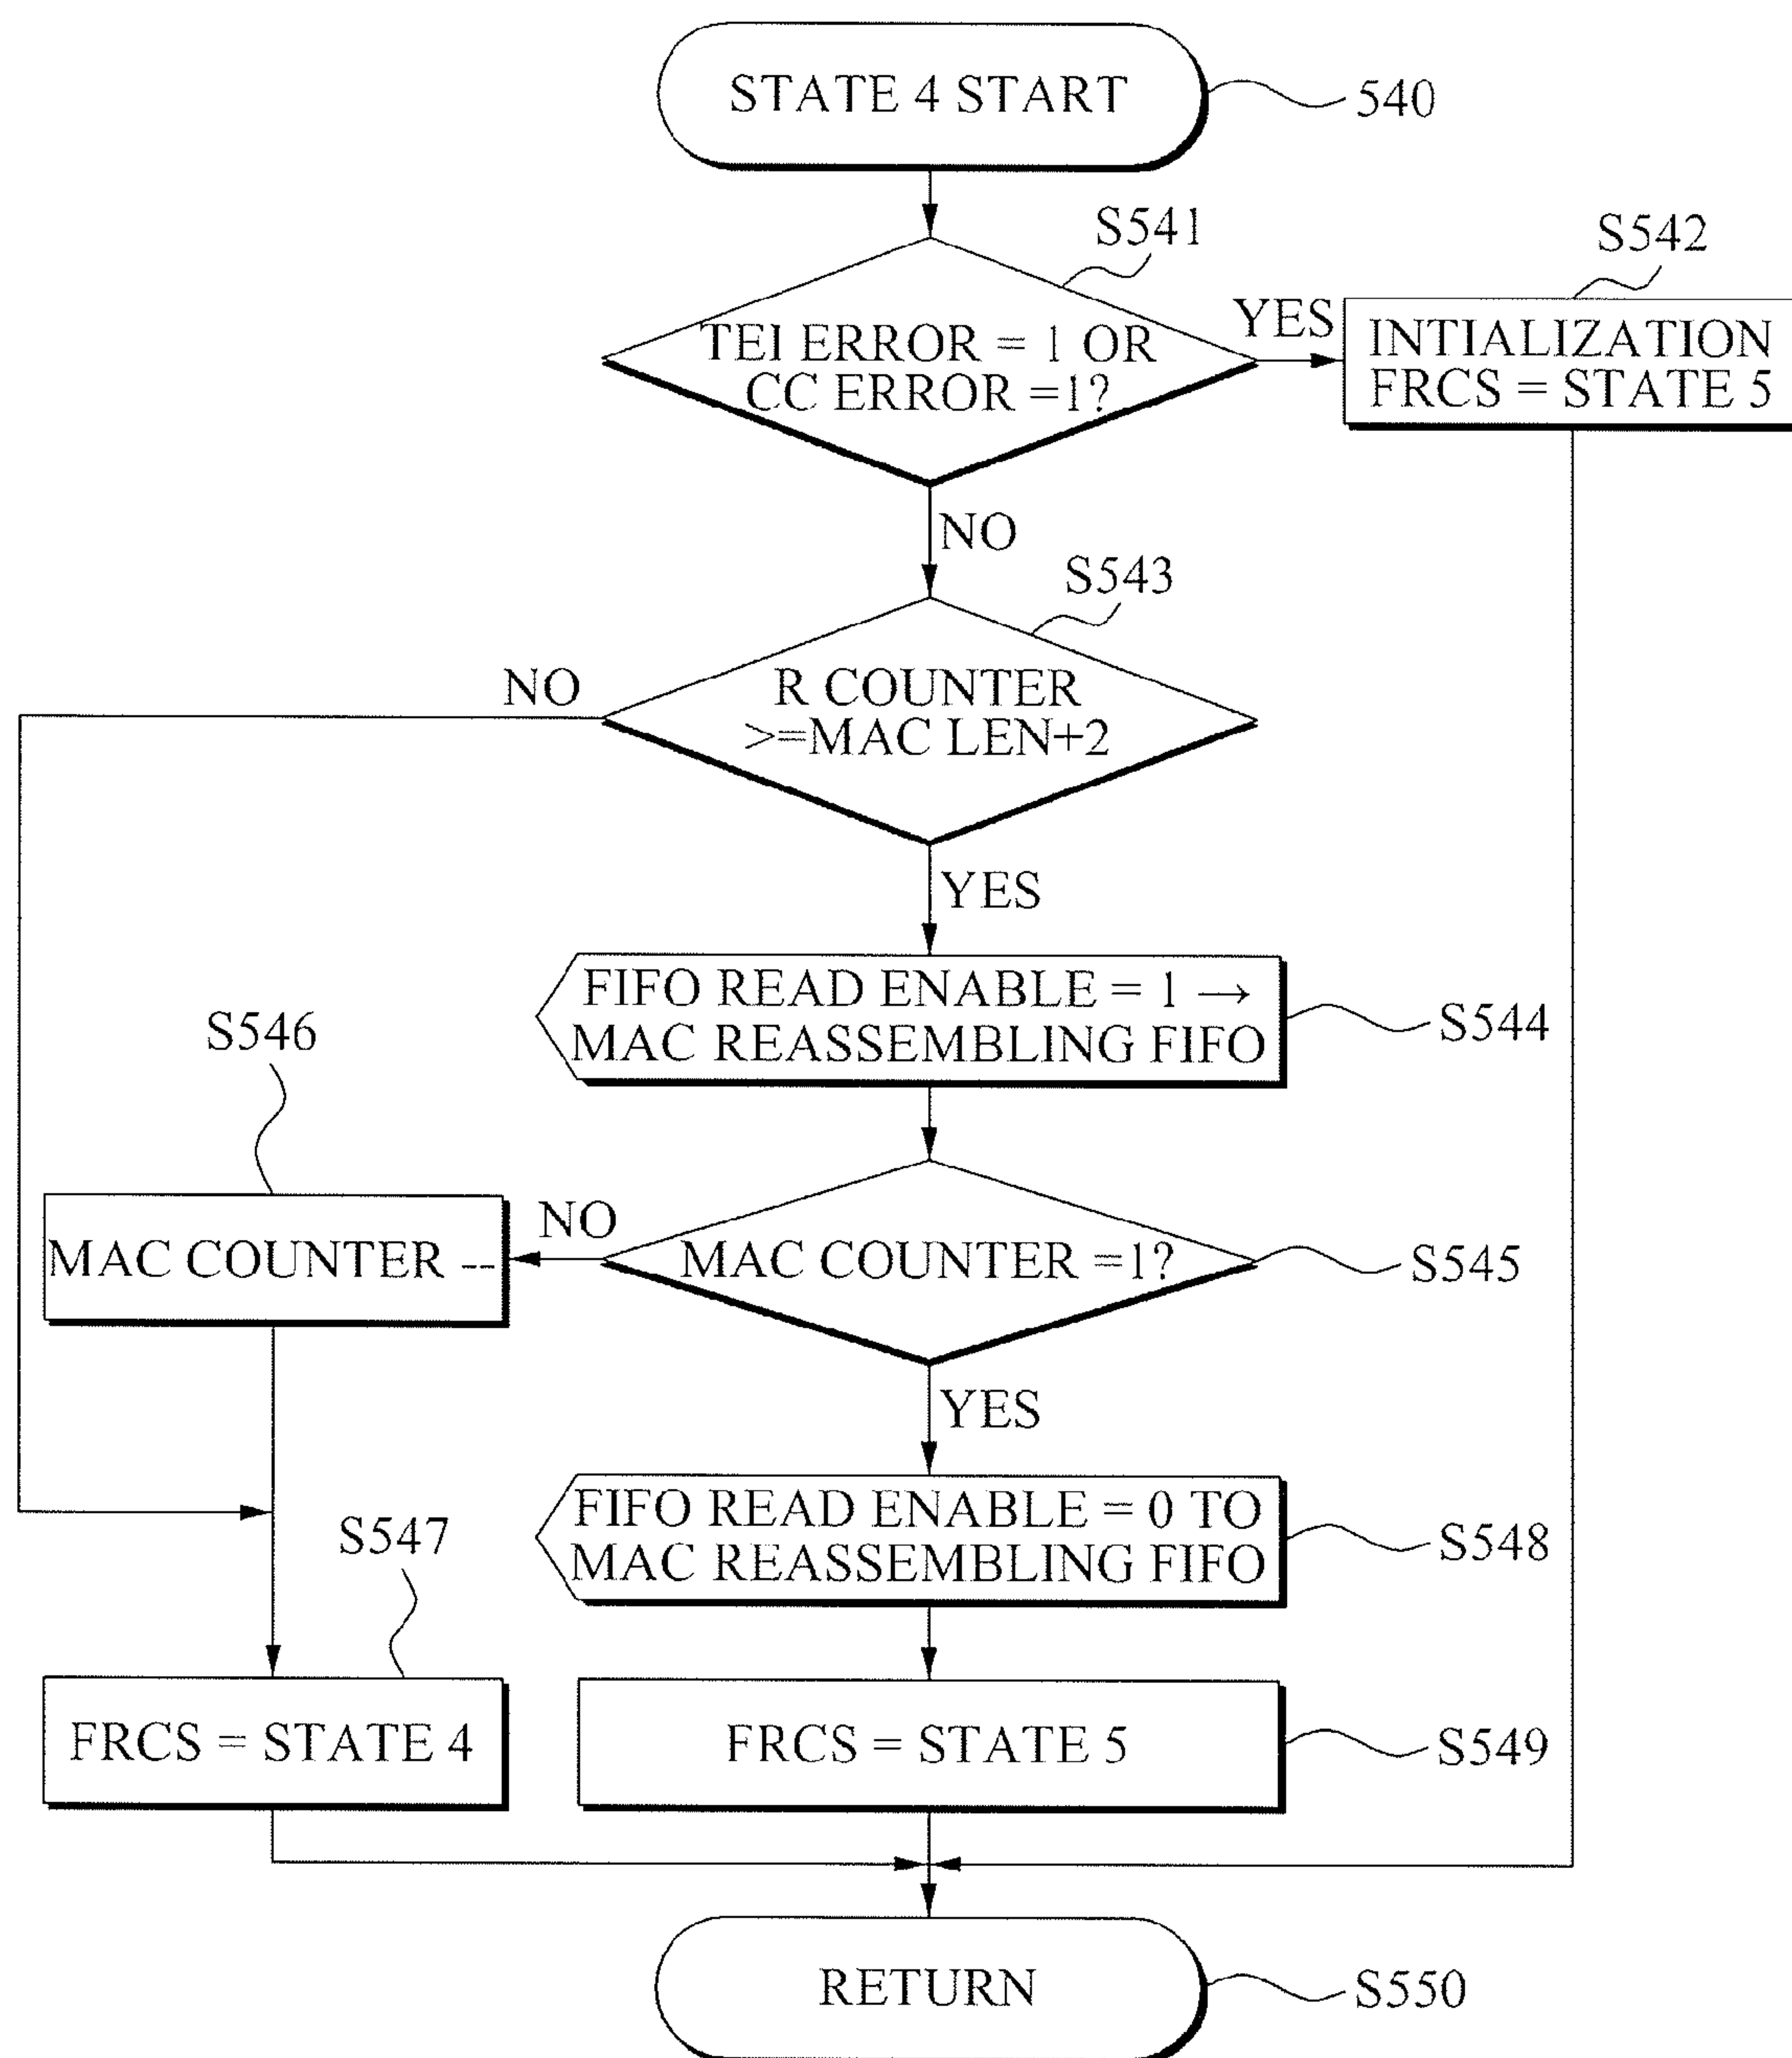 STATE 4 START
540
S541
S542
TEI ERROR = 1 OR
CC ERROR =1?
YES
INTIALIZATION
FRCS = STATE 5
NO
S543
NO
R COUNTER
>=MAC LEN+2
YES
FIFO READ ENABLE = 1 →
MAC REASSEMBLING FIFO
S544
S546
MAC COUNTER --
NO
MAC COUNTER =1?
S545
YES
FIFO READ ENABLE = 0 TO
MAC REASSEMBLING FIFO
S548
S547
FRCS = STATE 4
FRCS = STATE 5
S549
RETURN
S550